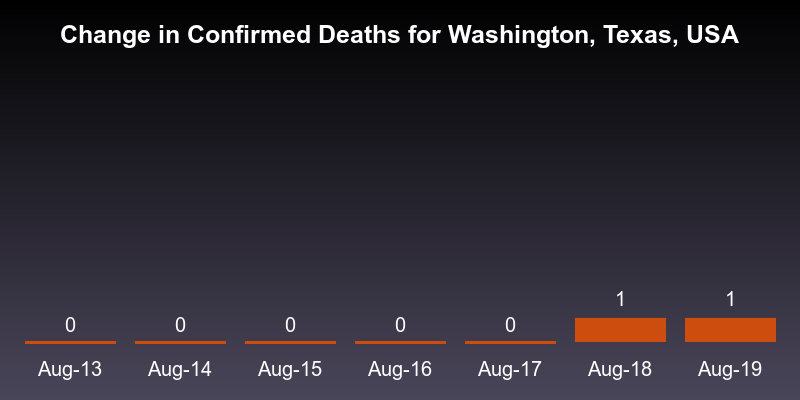 Change in Confirmed Deaths for Washington, Texas, USA
0 0 0 0 0 1 1
Aug-13 Aug-14 Aug-15 Aug-16 Aug-17 Aug-18 Aug-19